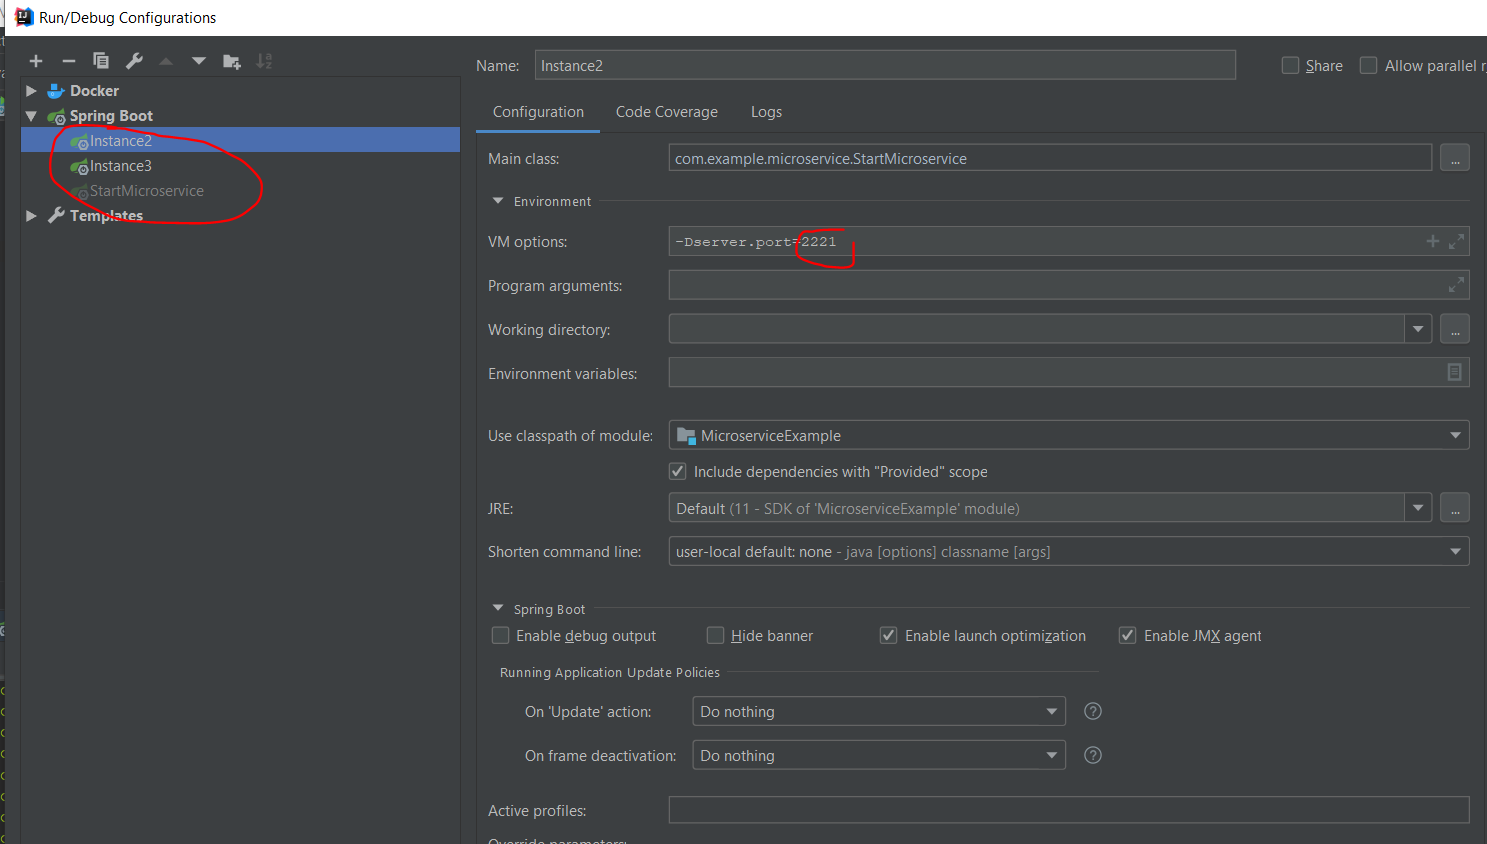 Run/Debug Configurations
Name: Instance2 Share Allow parallel r
Docker
Spring Boot
Instance2
Instance3
StartMicroservice
Templates
Configuration Code Coverage Logs
Main class: com.example.microservice.StartMicroservice ...
Environment
VM options: -Dserver.port=2221
Program arguments:
Working directory: ...
Environment variables:
Use classpath of module: MicroserviceExample
Include dependencies with "Provided" scope
JRE: Default (11 - SDK of 'MicroserviceExample' module) ...
Shorten command line: user-local default: none - java [options] classname [args]
Spring Boot
Enable debug output Hide banner Enable launch optimization Enable JMX agent
Running Application Update Policies
On 'Update' action: Do nothing ?
On frame deactivation: Do nothing ?
Active profiles:
Override parameters: